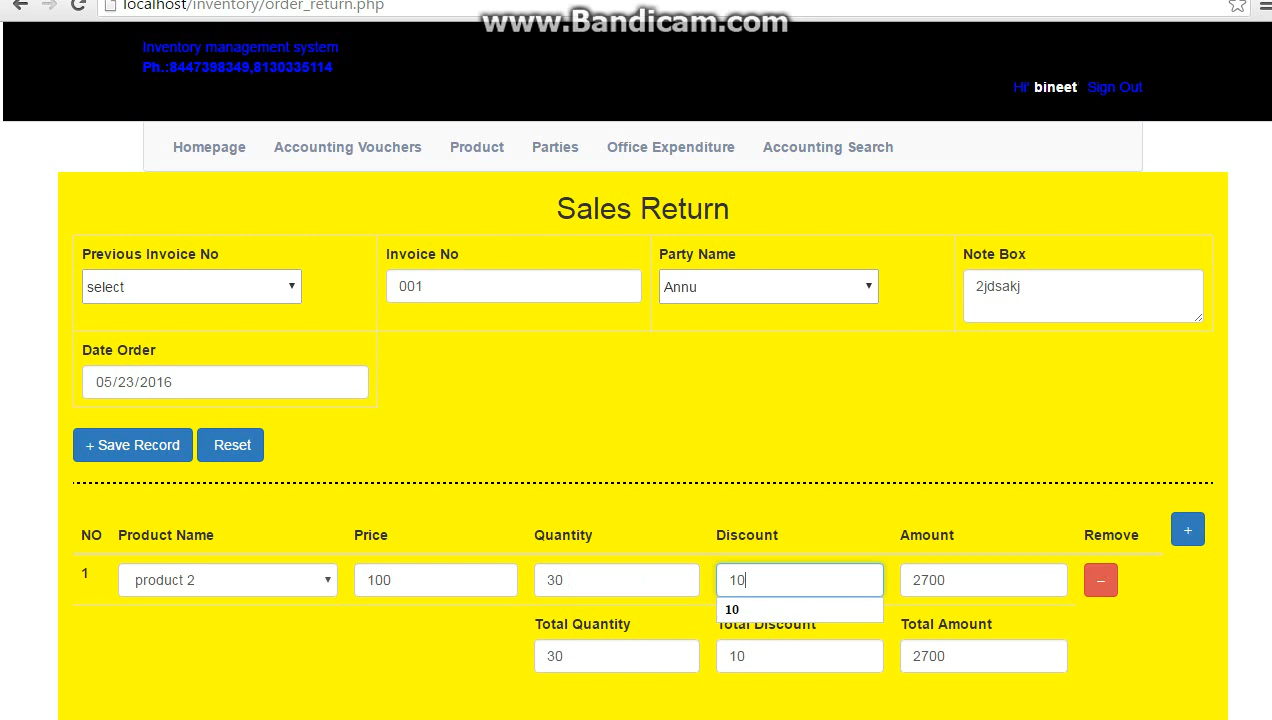 localhost/inventory/order_return.php
www.Bandicam.com
Inventory management system
Ph.:8447398349,8130335114
Hi' bineet Sign Out
Homepage Accounting Vouchers Product Parties Office Expenditure Accounting Search
Sales Return
Previous Invoice No Invoice No Party Name Note Box
select 001 Annu 2jdsakj
Date Order
05/23/2016
+ Save Record Reset
NO Product Name Price Quantity Discount Amount Remove +
1 product 2 100 30 10 2700 –
10
Total Quantity Total Discount Total Amount
30 10 2700